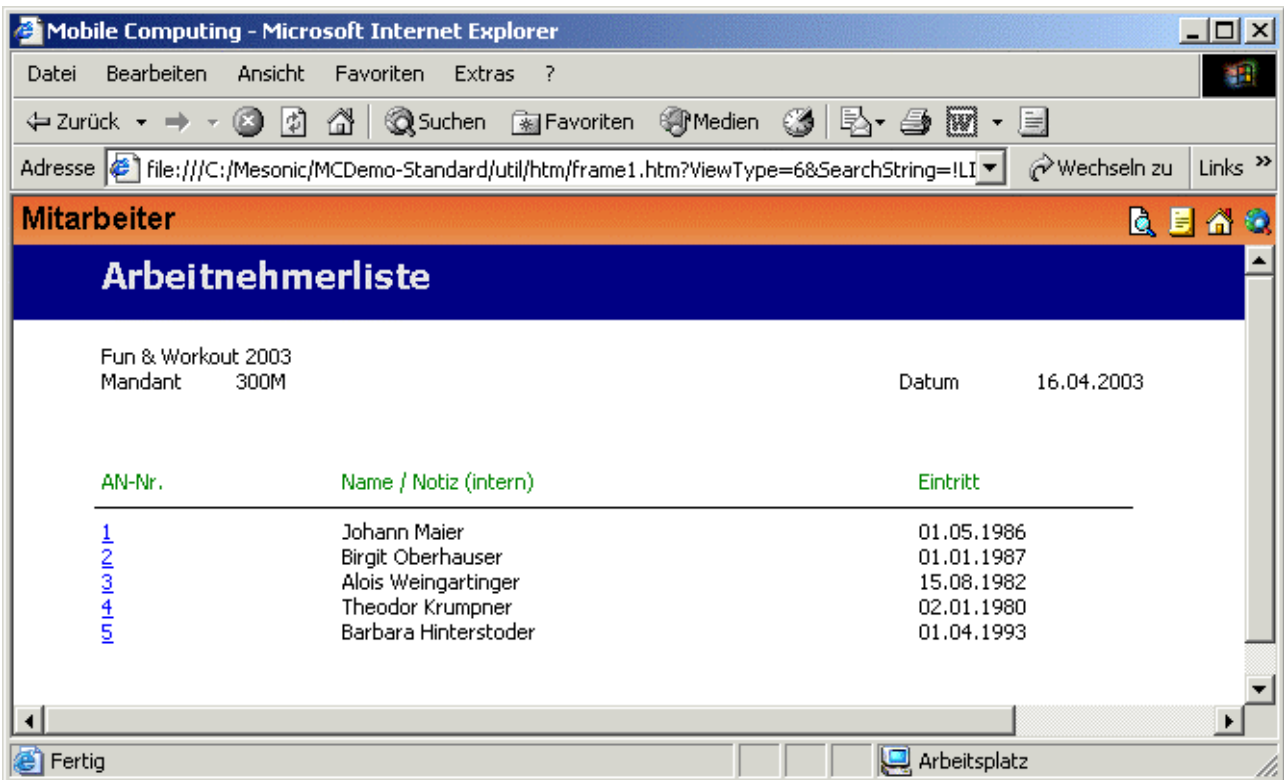 Mobile Computing - Microsoft Internet Explorer
Datei Bearbeiten Ansicht Favoriten Extras ?
Zurück Suchen Favoriten Medien
Adresse file:///C:/Mesonic/MCDemo-Standard/util/htm/frame1.htm?ViewType=6&SearchString=!LI Wechseln zu Links »
Mitarbeiter
Arbeitnehmerliste
Fun & Workout 2003
Mandant 300M Datum 16.04.2003
AN-Nr. Name / Notiz (intern) Eintritt
1 Johann Maier 01.05.1986
2 Birgit Oberhauser 01.01.1987
3 Alois Weingartinger 15.08.1982
4 Theodor Krumpner 02.01.1980
5 Barbara Hinterstoder 01.04.1993
Fertig Arbeitsplatz